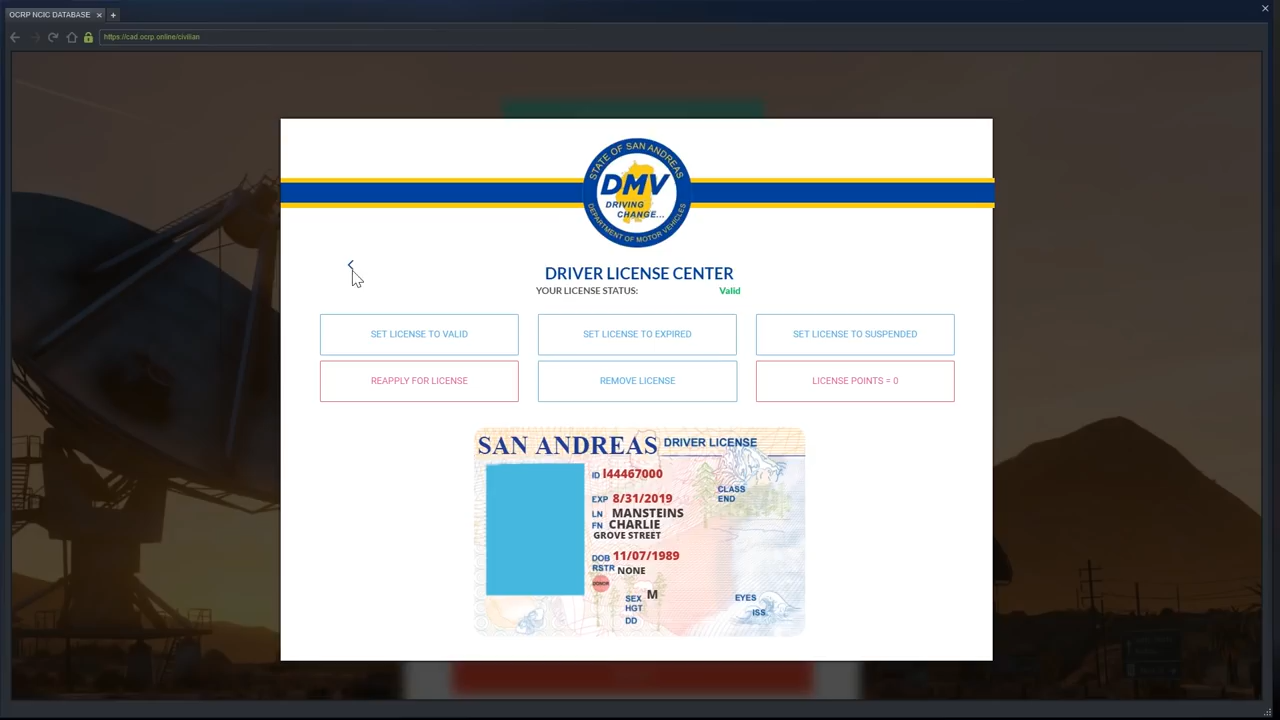 OCRP NCIC DATABASE
https://cad.ocrp.online/civilian
STATE OF SAN ANDREAS
DMV
DRIVING
CHANGE...
DEPARTMENT OF MOTOR VEHICLES
DRIVER LICENSE CENTER
YOUR LICENSE STATUS: Valid
SET LICENSE TO VALID
SET LICENSE TO EXPIRED
SET LICENSE TO SUSPENDED
REAPPLY FOR LICENSE
REMOVE LICENSE
LICENSE POINTS = 0
SAN ANDREAS DRIVER LICENSE
ID I44467000
CLASS
EXP 8/31/2019
END
LN MANSTEINS
FN CHARLIE
GROVE STREET
DOB 11/07/1989
RSTR NONE
DONOR
SEX M
EYES
HGT
ISS.
DD